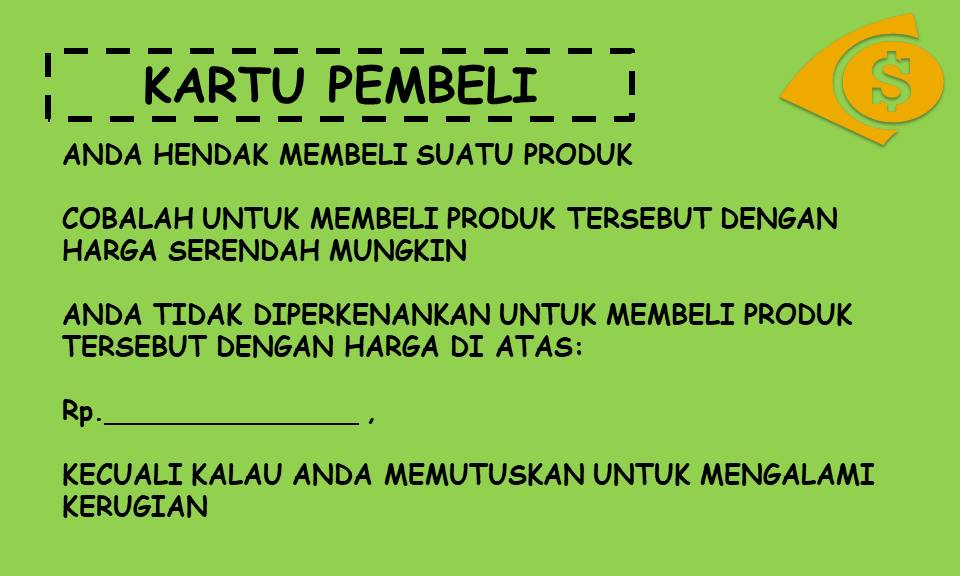 KARTU PEMBELI
$
ANDA HENDAK MEMBELI SUATU PRODUK
COBALAH UNTUK MEMBELI PRODUK TERSEBUT DENGAN
HARGA SERENDAH MUNGKIN
ANDA TIDAK DIPERKENANKAN UNTUK MEMBELI PRODUK
TERSEBUT DENGAN HARGA DI ATAS:
Rp._________________ ,
KECUALI KALAU ANDA MEMUTUSKAN UNTUK MENGALAMI
KERUGIAN